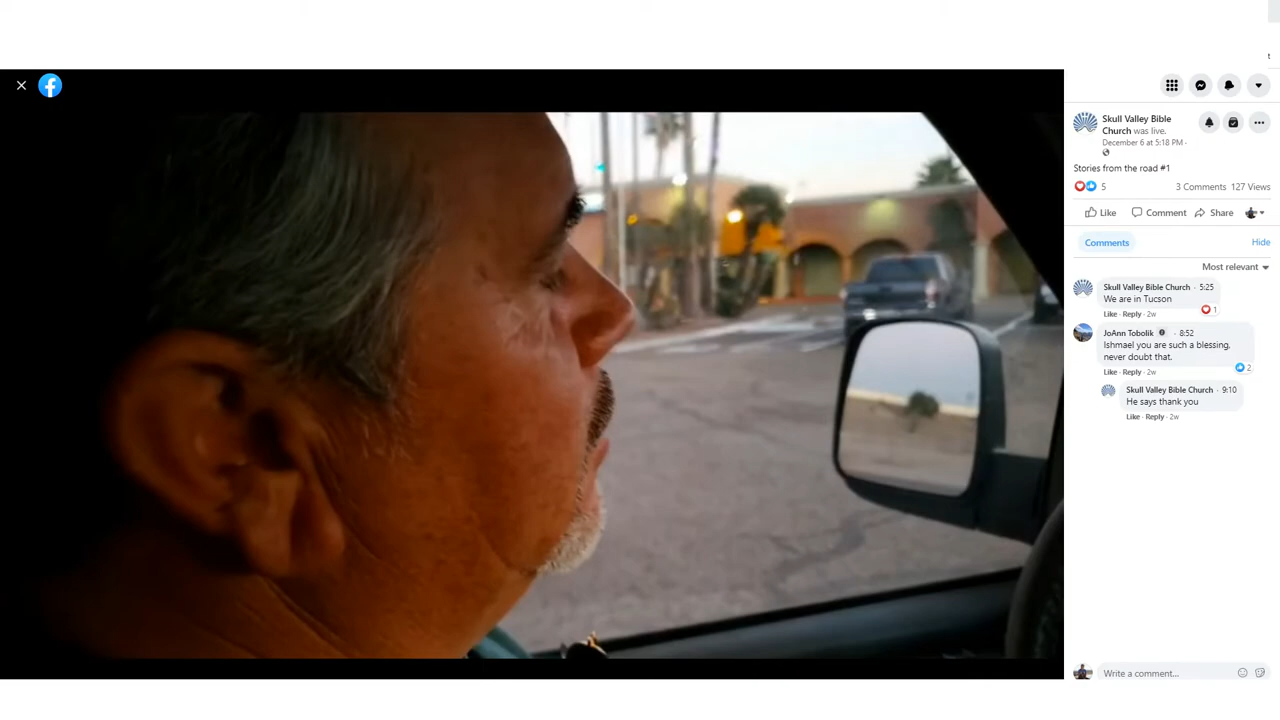 t
Skull Valley Bible
Church was live.
December 6 at 5:18 PM ·
Stories from the road #1
5
3 Comments 127 Views
Like Comment Share
Comments
Hide
Most relevant
Skull Valley Bible Church · 5:25
We are in Tucson
1
Like · Reply · 2w
JoAnn Tobolik · 8:52
Ishmael you are such a blessing,
never doubt that.
2
Like · Reply · 2w
Skull Valley Bible Church · 9:10
He says thank you
Like · Reply · 2w
Write a comment...